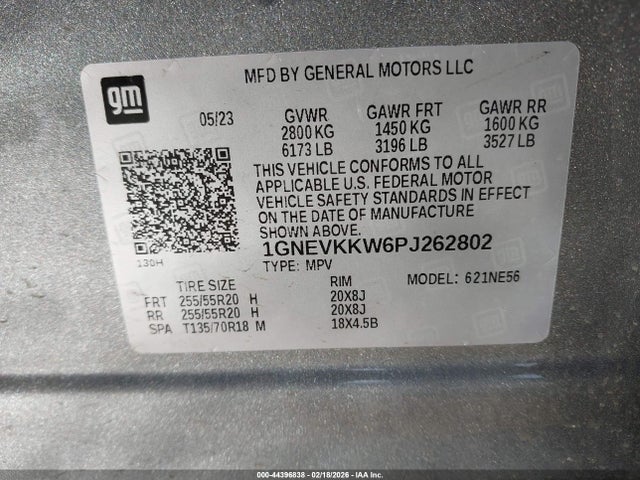 gm
MFD BY GENERAL MOTORS LLC
05/23 GVWR GAWR FRT GAWR RR
2800 KG 1450 KG 1600 KG
6173 LB 3196 LB 3527 LB
THIS VEHICLE CONFORMS TO ALL
APPLICABLE U.S. FEDERAL MOTOR
VEHICLE SAFETY STANDARDS IN EFFECT
ON THE DATE OF MANUFACTURE
SHOWN ABOVE.
130H
1GNEVKKW6PJ262802
TYPE: MPV MODEL: 621NE56
TIRE SIZE RIM
FRT 255/55R20 H 20X8J
RR 255/55R20 H 20X8J
SPA T135/70R18 M 18X4.5B
000-44396838 - 02/18/2026 - IAA Inc.